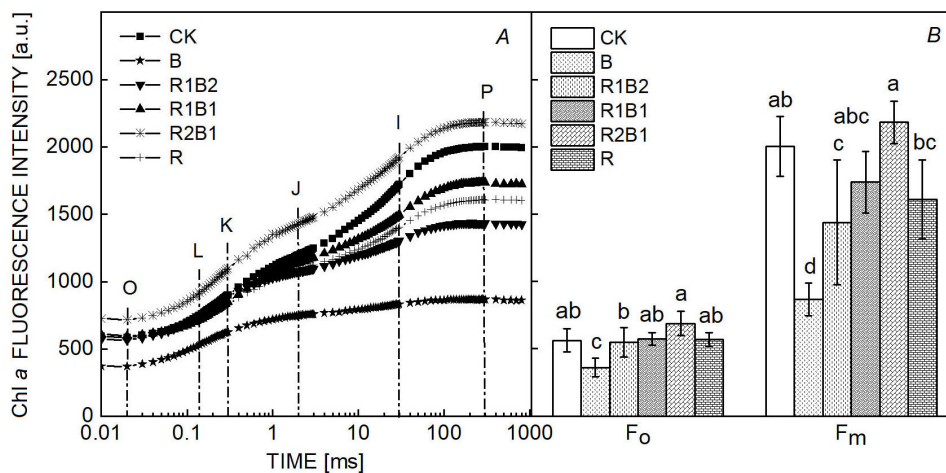 Chl a FLUORESCENCE INTENSITY [a.u.]
2500
2000
1500
1000
500
0
CK
B
R1B2
R1B1
R2B1
R
A
O
L
K
J
I
P
0.01
0.1
1
10
100
1000
TIME [ms]
CK
B
R1B2
R1B1
R2B1
R
B
ab
c
b
ab
a
ab
ab
d
c
abc
a
bc
Fo
Fm